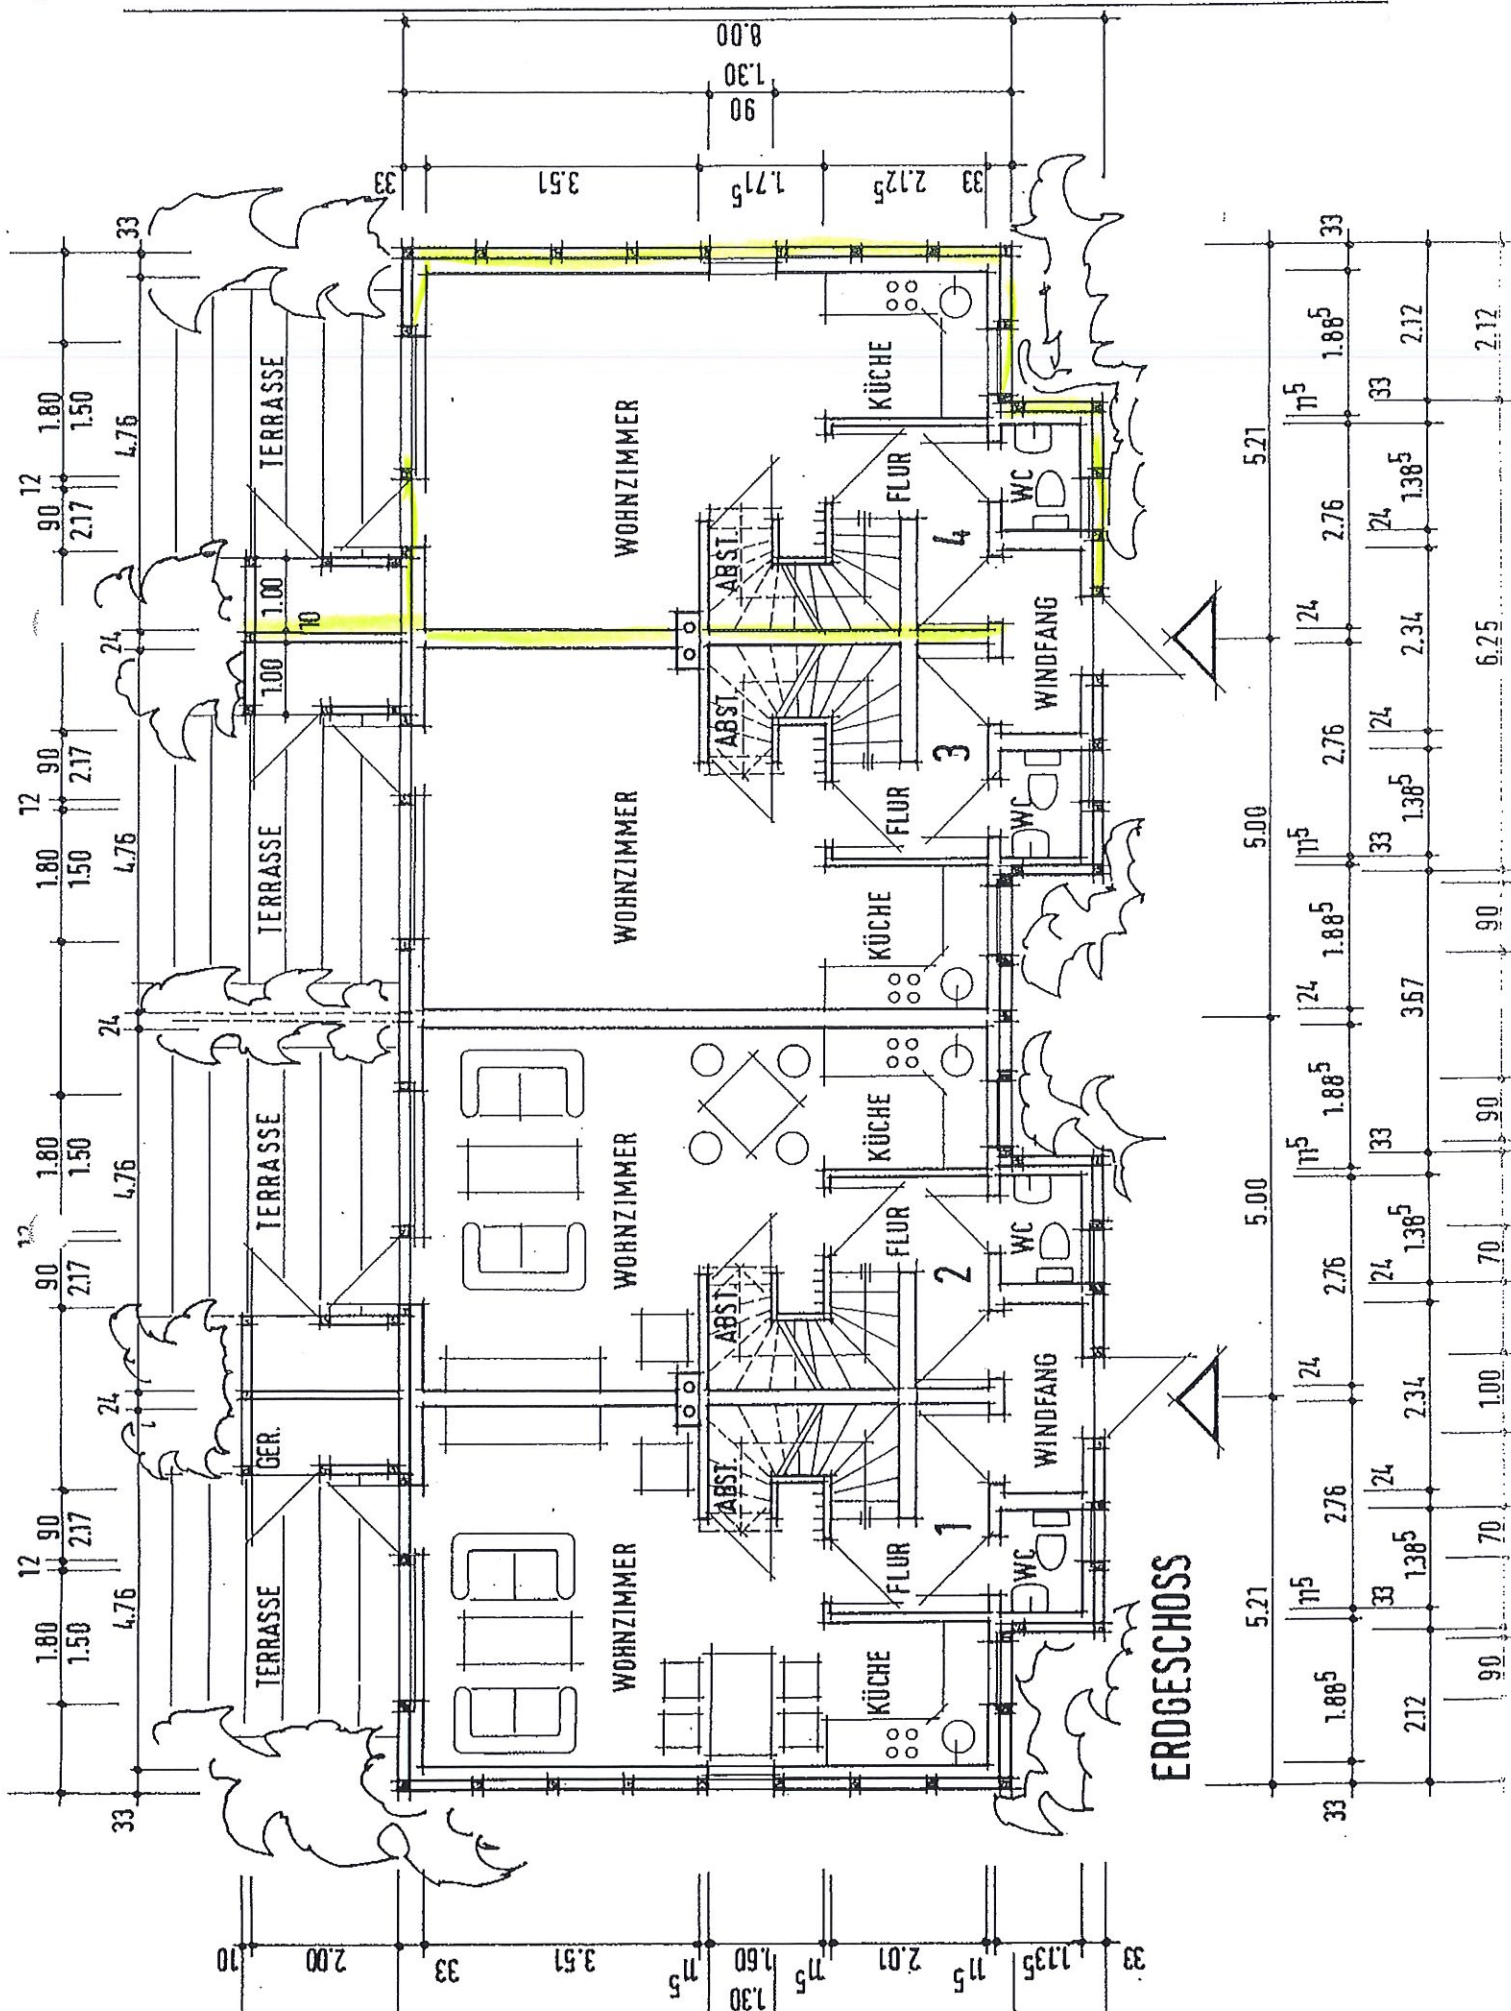 12 12 12
1.80 90 90 1.80 1.80 90 90 1.80
1.50 2.17 2.17 1.50 1.50 2.17 2.17 1.50
33 4.76 24 4.76 24 4.76 24 4.76 33
TERRASSE GER. TERRASSE TERRASSE 1.00 1.00 TERRASSE
10
WOHNZIMMER WOHNZIMMER WOHNZIMMER WOHNZIMMER
ABST. ABST. ABST. ABST.
KÜCHE FLUR FLUR KÜCHE KÜCHE FLUR FLUR KÜCHE
1 2 3 4
WC WC WC WC
WINDFANG WINDFANG
ERDGESCHOSS
5.21 5.00 5.00 5.21
11⁵ 24 11⁵ 24 11⁵ 24 11⁵
33 1.88⁵ 2.76 2.76 1.88⁵ 1.88⁵ 2.76 2.76 1.88⁵ 33
33 24 24 33 33 24 24 33
2.12 1.38⁵ 2.34 1.38⁵ 3.67 1.38⁵ 2.34 1.38⁵ 2.12
90 70 1.00 70 90 90 6.25 2.12
10 2.00 33 3.51 11⁵ 1.60 11⁵ 2.01 11⁵ 1.13⁵ 33
1.30
33 3.51 1.71⁵ 2.12⁵ 33
90
1.30
8.00